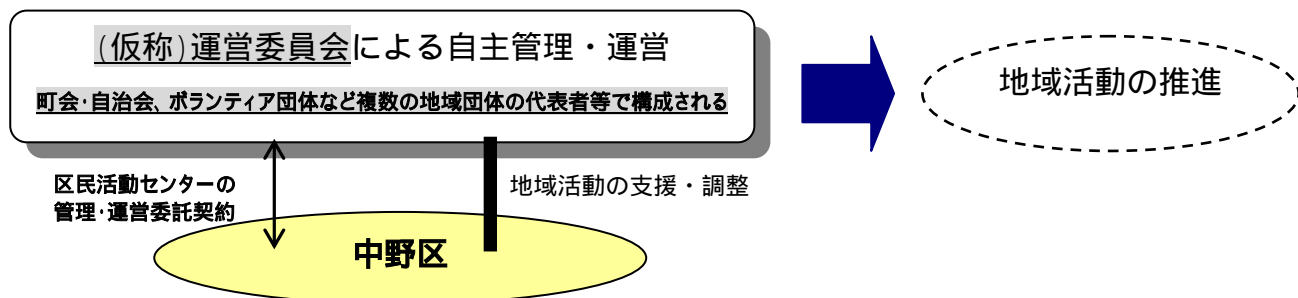 (仮称)運営委員会による自主管理・運営
町会・自治会、ボランティア団体など複数の地域団体の代表者等で構成される
地域活動の推進
区民活動センターの
管理・運営委託契約
地域活動の支援・調整
中野区